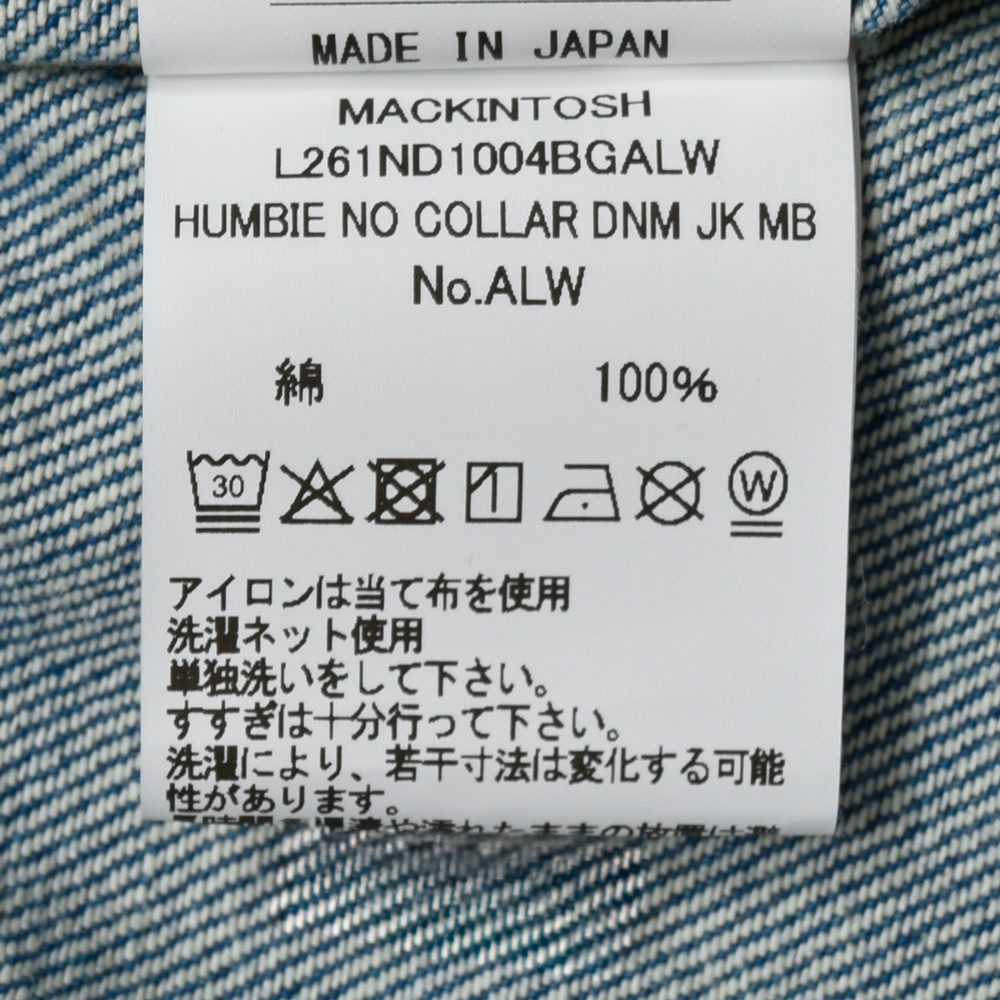 MADE IN JAPAN
MACKINTOSH
L261ND1004BGALW
HUMBIE NO COLLAR DNM JK MB
No.ALW
綿 100%
30 W
アイロンは当て布を使用
洗濯ネット使用
単独洗いをして下さい。
すすぎは十分行って下さい。
洗濯により、若干寸法は変化する可能
性があります。